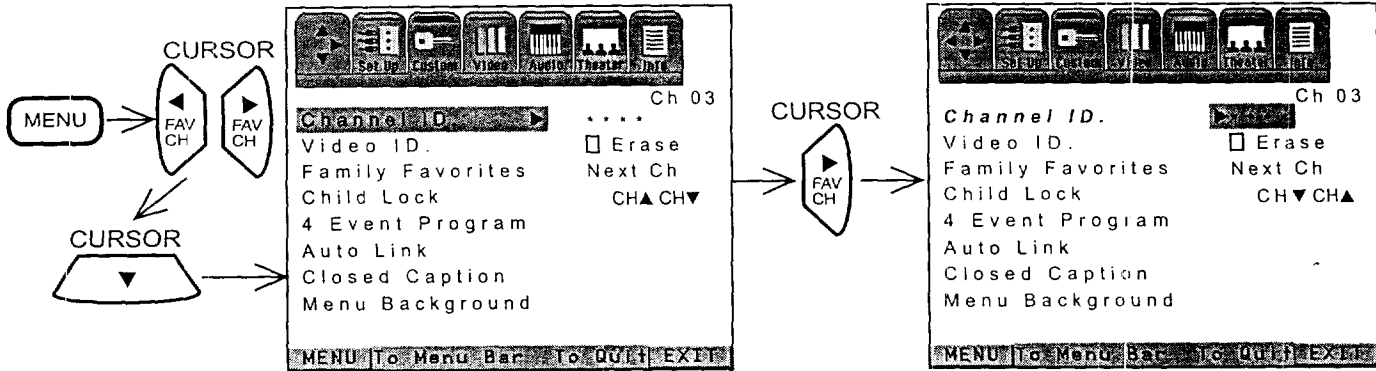 CURSOR
MENU
FAV
CH
FAV
CH
CURSOR
Set Up Custom Video Audio Theater Info
Ch 03
Channel ID. ▶ ****
Video ID. Erase
Family Favorites Next Ch
Child Lock CH▲ CH▼
4 Event Program
Auto Link
Closed Caption
Menu Background
MENU To Menu Bar To Quit EXIT
CURSOR
FAV
CH
Set Up Custom Video Audio Theater Info
Ch 03
Channel ID. ▶
Video ID. Erase
Family Favorites Next Ch
Child Lock CH▼ CH▲
4 Event Program
Auto Link
Closed Caption
Menu Background
MENU To Menu Bar To Quit EXIT